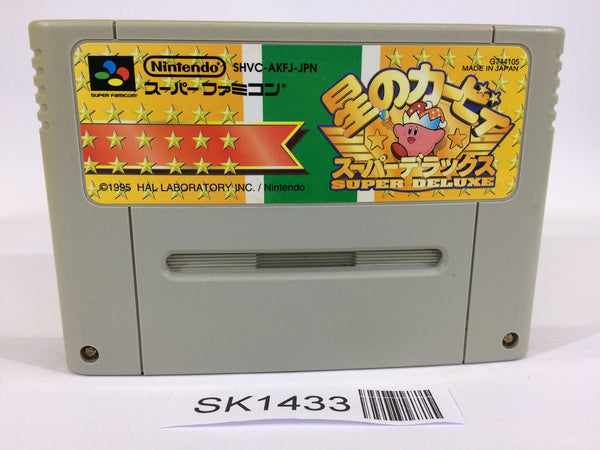 Nintendo
SHVC-AKFJ-JPN
SUPER FAMICOM
スーパーファミコン®
G744105
MADE IN JAPAN
星のカービィ
スーパーデラックス
SUPER DELUXE
©1995 HAL LABORATORY INC. / Nintendo
SK1433